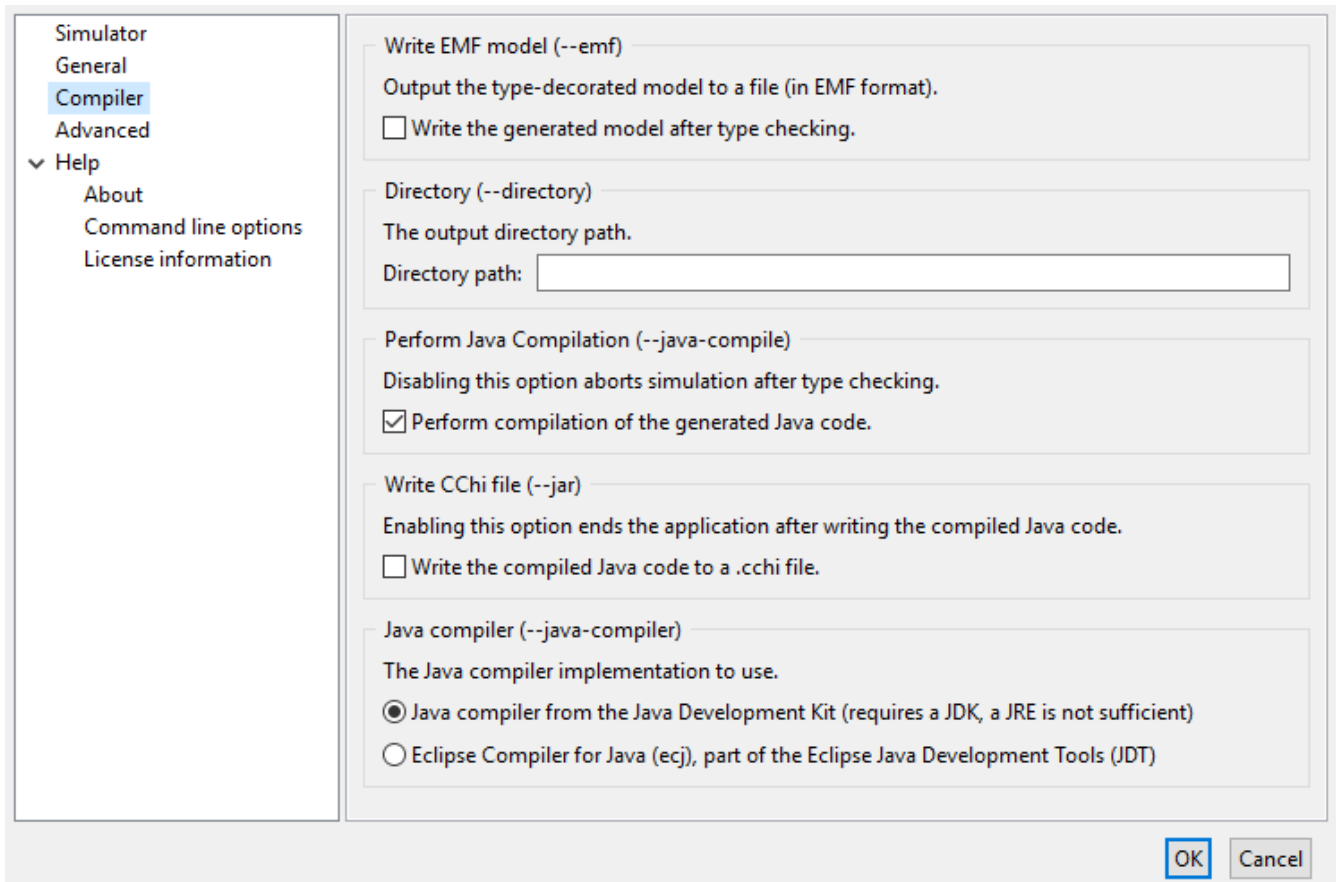 Simulator
General
Compiler
Advanced
Help
About
Command line options
License information
Write EMF model (--emf)
Output the type-decorated model to a file (in EMF format).
Write the generated model after type checking.
Directory (--directory)
The output directory path.
Directory path:
Perform Java Compilation (--java-compile)
Disabling this option aborts simulation after type checking.
Perform compilation of the generated Java code.
Write CChi file (--jar)
Enabling this option ends the application after writing the compiled Java code.
Write the compiled Java code to a .cchi file.
Java compiler (--java-compiler)
The Java compiler implementation to use.
Java compiler from the Java Development Kit (requires a JDK, a JRE is not sufficient)
Eclipse Compiler for Java (ecj), part of the Eclipse Java Development Tools (JDT)
OK Cancel